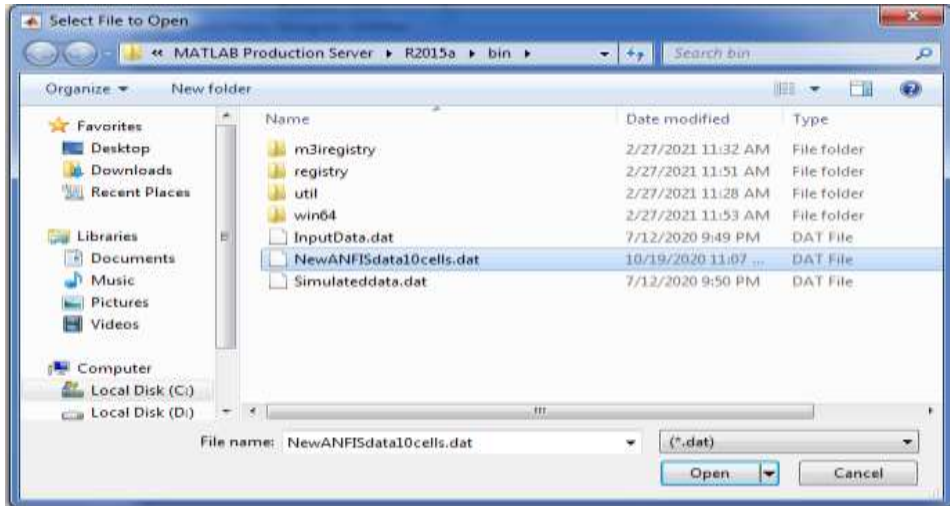 Select File to Open
« MATLAB Production Server ▸ R2015a ▸ bin ▸
Search bin
Organize ▾ New folder
Favorites
Desktop
Downloads
Recent Places
Libraries
Documents
Music
Pictures
Videos
Computer
Local Disk (C:)
Local Disk (D:)
Name Date modified Type
m3iregistry 2/27/2021 11:32 AM File folder
registry 2/27/2021 11:51 AM File folder
util 2/27/2021 11:28 AM File folder
win64 2/27/2021 11:53 AM File folder
InputData.dat 7/12/2020 9:49 PM DAT File
NewANFISdata10cells.dat 10/19/2020 11:07 ... DAT File
Simulateddata.dat 7/12/2020 9:50 PM DAT File
File name: NewANFISdata10cells.dat (*.dat)
Open Cancel